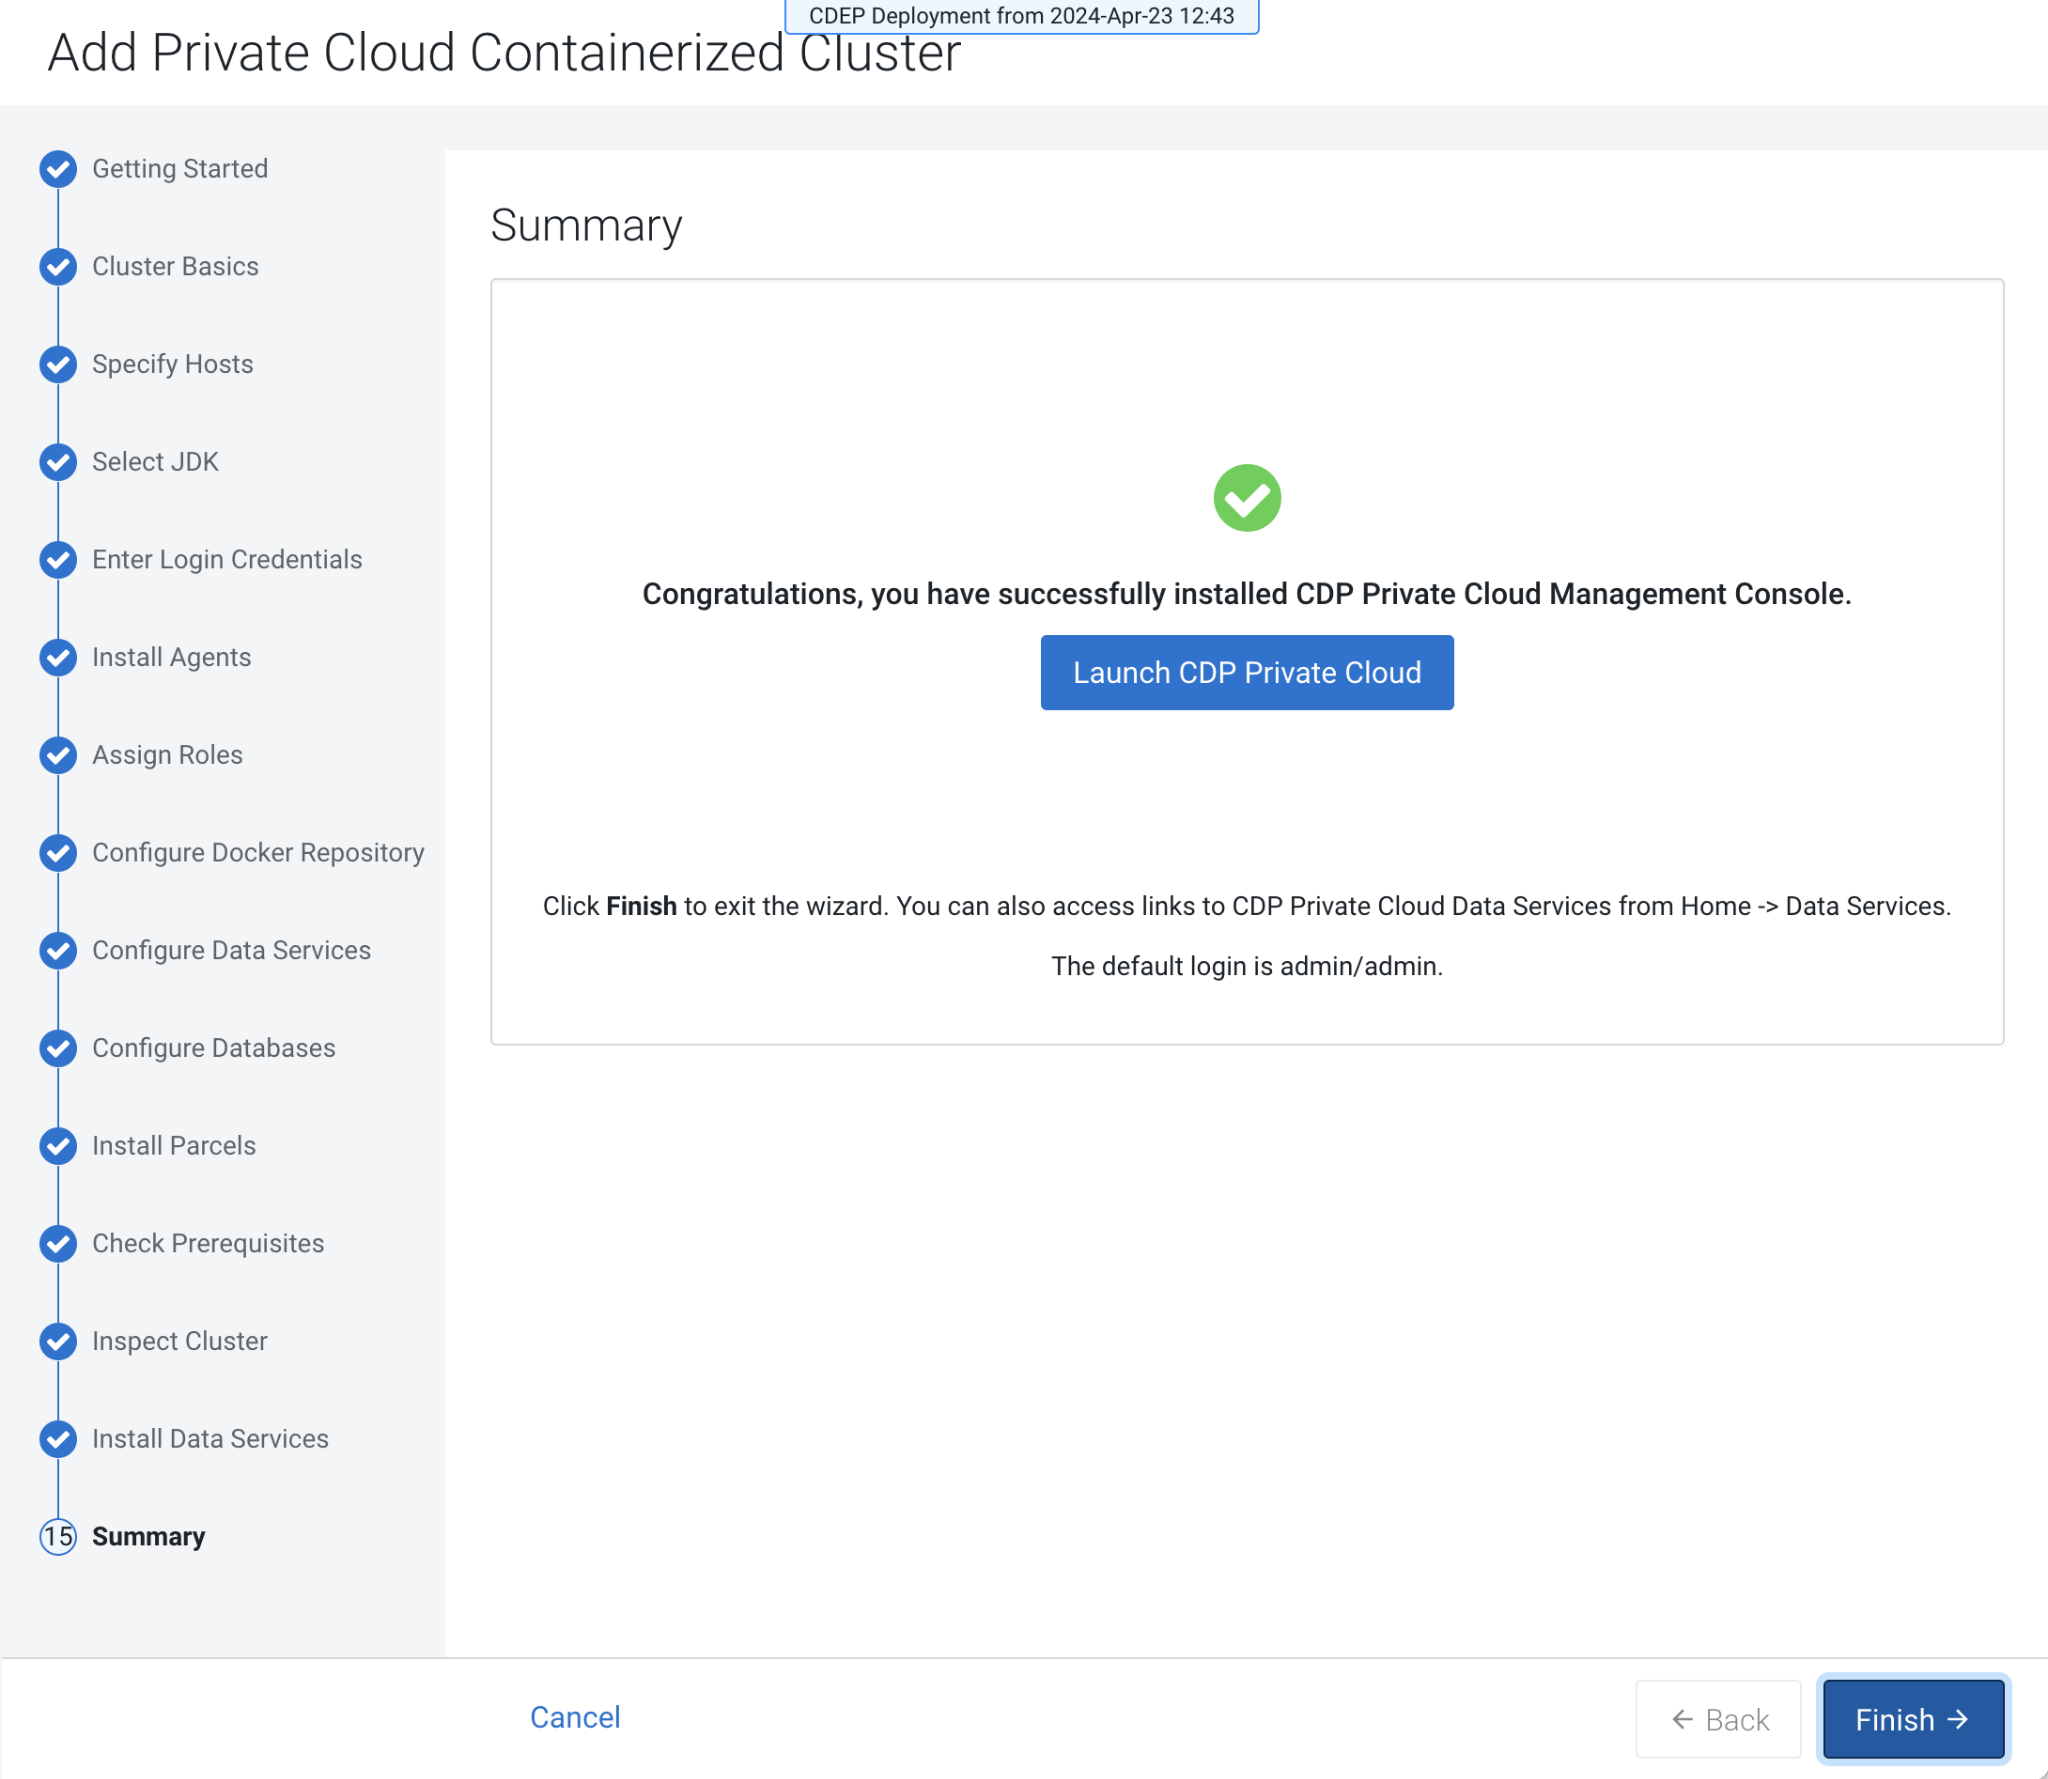 CDEP Deployment from 2024-Apr-23 12:43
Add Private Cloud Containerized Cluster
Getting Started
Cluster Basics
Specify Hosts
Select JDK
Enter Login Credentials
Install Agents
Assign Roles
Configure Docker Repository
Configure Data Services
Configure Databases
Install Parcels
Check Prerequisites
Inspect Cluster
Install Data Services
15 Summary
Summary
Congratulations, you have successfully installed CDP Private Cloud Management Console.
Launch CDP Private Cloud
Click Finish to exit the wizard. You can also access links to CDP Private Cloud Data Services from Home -> Data Services.
The default login is admin/admin.
Cancel
← Back
Finish →